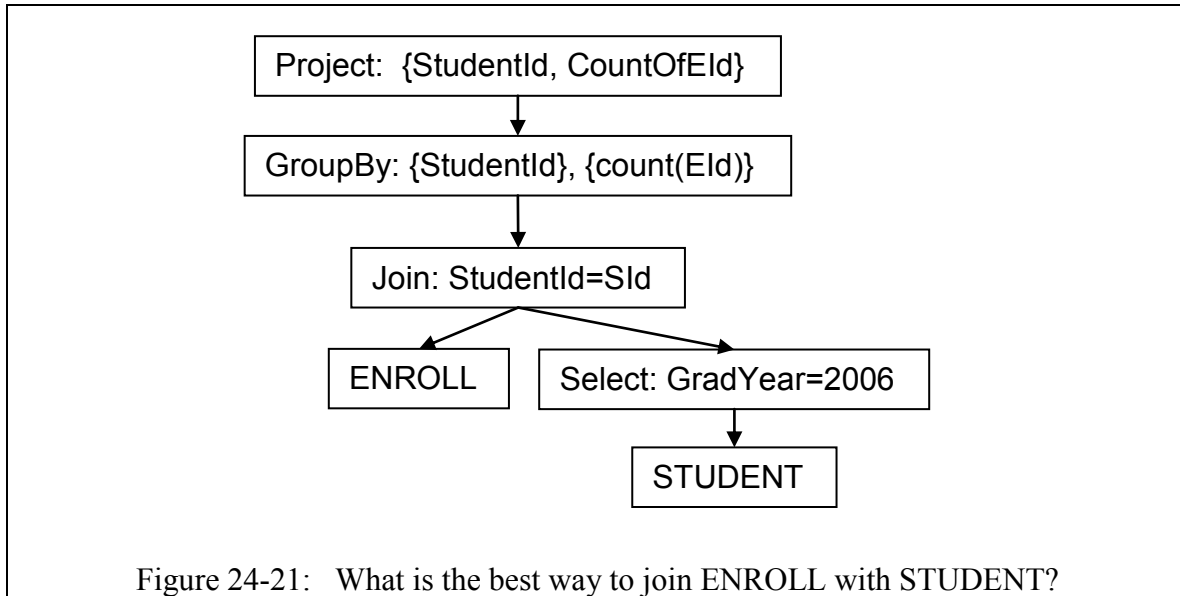 Project: {StudentId, CountOfEId}
GroupBy: {StudentId}, {count(EId)}
Join: StudentId=SId
ENROLL
Select: GradYear=2006
STUDENT
Figure 24-21: What is the best way to join ENROLL with STUDENT?